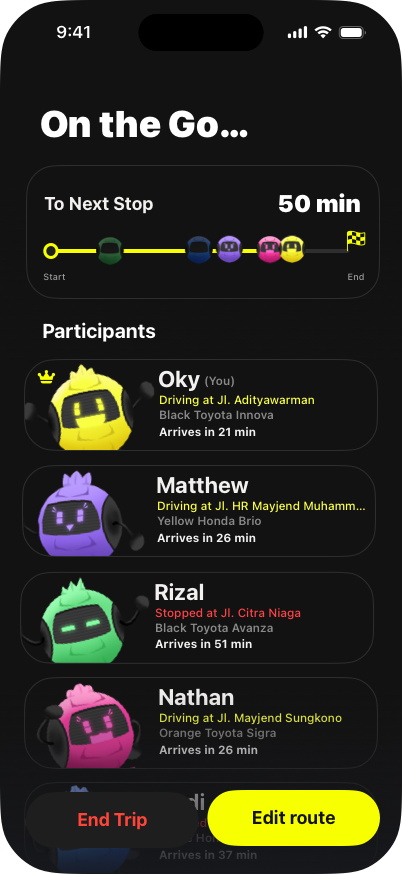 9:41
On the Go...
To Next Stop
50 min
Start
End
Participants
Oky (You)
Driving at Jl. Adityawarman
Black Toyota Innova
Arrives in 21 min
Matthew
Driving at Jl. HR Mayjend Muhamm...
Yellow Honda Brio
Arrives in 26 min
Rizal
Stopped at Jl. Citra Niaga
Black Toyota Avanza
Arrives in 51 min
Nathan
Driving at Jl. Mayjend Sungkono
Orange Toyota Sigra
Arrives in 26 min
End Trip
Edit route
Arrives in 37 min